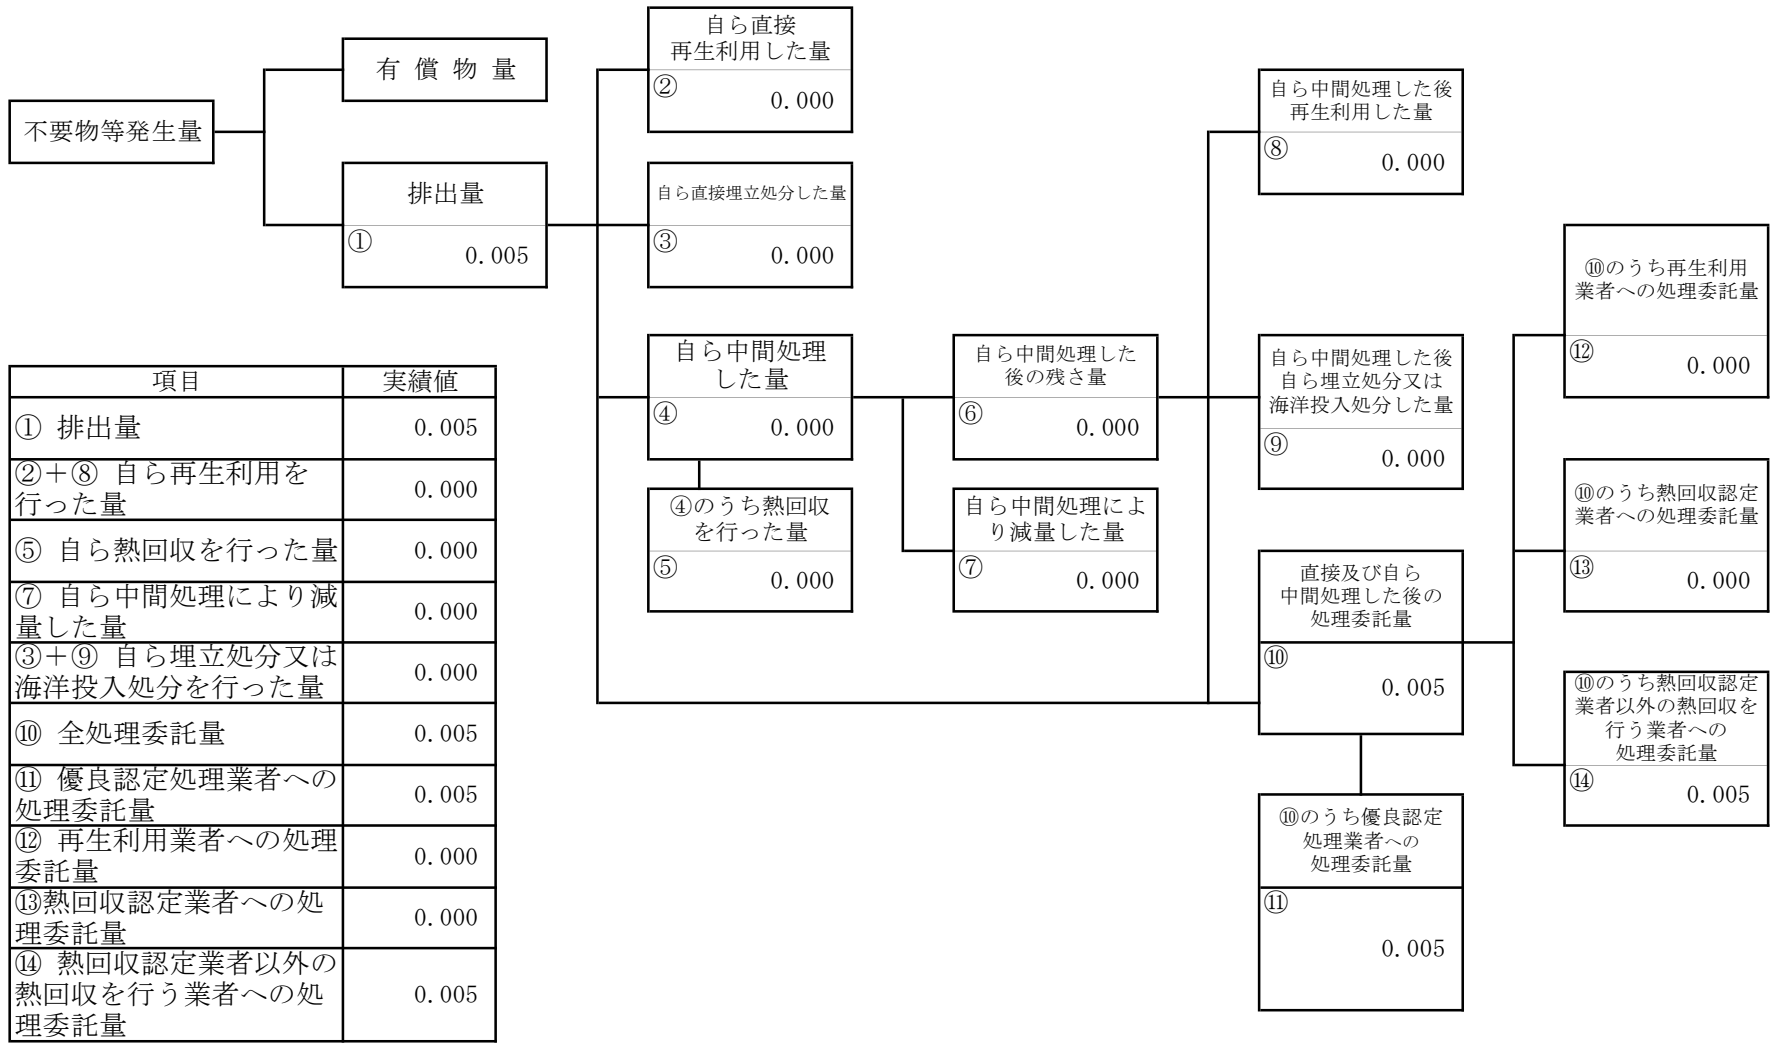 不要物等発生量
有 償 物 量
排出量
①
0.005
自ら直接
再生利用した量
②
0.000
自ら直接埋立処分した量
③
0.000
自ら中間処理
した量
④
0.000
④のうち熱回収
を行った量
⑤
0.000
自ら中間処理した
後の残さ量
⑥
0.000
自ら中間処理によ
り減量した量
⑦
0.000
自ら中間処理した後
再生利用した量
⑧
0.000
自ら中間処理した後
自ら埋立処分又は
海洋投入処分した量
⑨
0.000
直接及び自ら
中間処理した後の
処理委託量
⑩
0.005
⑩のうち優良認定
処理業者への
処理委託量
⑪
0.005
⑩のうち再生利用
業者への処理委託量
⑫
0.000
⑩のうち熱回収認定
業者への処理委託量
⑬
0.000
⑩のうち熱回収認定
業者以外の熱回収を
行う業者への
処理委託量
⑭
0.005
項目 実績値
① 排出量 0.005
②＋⑧ 自ら再生利用を
行った量 0.000
⑤ 自ら熱回収を行った量 0.000
⑦ 自ら中間処理により減
量した量 0.000
③＋⑨ 自ら埋立処分又は
海洋投入処分を行った量 0.000
⑩ 全処理委託量 0.005
⑪ 優良認定処理業者への
処理委託量 0.005
⑫ 再生利用業者への処理
委託量 0.000
⑬熱回収認定業者への処
理委託量 0.000
⑭ 熱回収認定業者以外の
熱回収を行う業者への処
理委託量 0.005